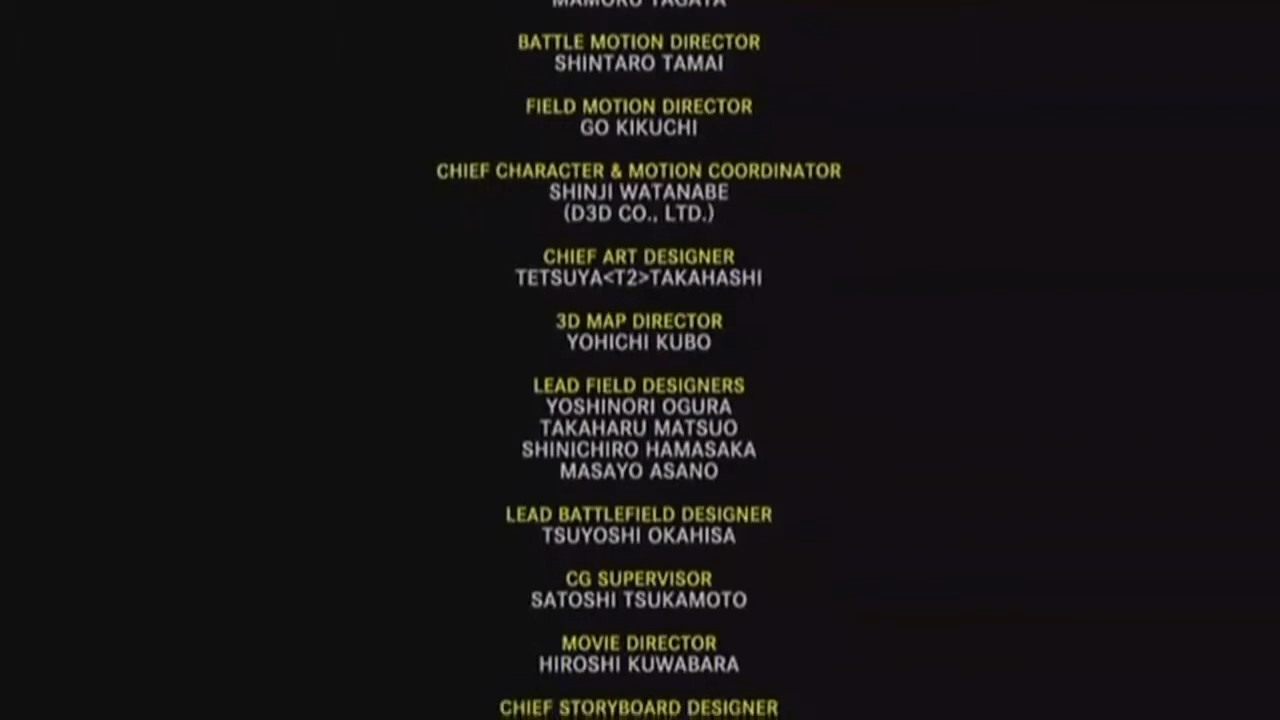 MAMORU TAGAYA
BATTLE MOTION DIRECTOR
SHINTARO TAMAI
FIELD MOTION DIRECTOR
GO KIKUCHI
CHIEF CHARACTER & MOTION COORDINATOR
SHINJI WATANABE
(D3D CO., LTD.)
CHIEF ART DESIGNER
TETSUYA<T2>TAKAHASHI
3D MAP DIRECTOR
YOHICHI KUBO
LEAD FIELD DESIGNERS
YOSHINORI OGURA
TAKAHARU MATSUO
SHINICHIRO HAMASAKA
MASAYO ASANO
LEAD BATTLEFIELD DESIGNER
TSUYOSHI OKAHISA
CG SUPERVISOR
SATOSHI TSUKAMOTO
MOVIE DIRECTOR
HIROSHI KUWABARA
CHIEF STORYBOARD DESIGNER